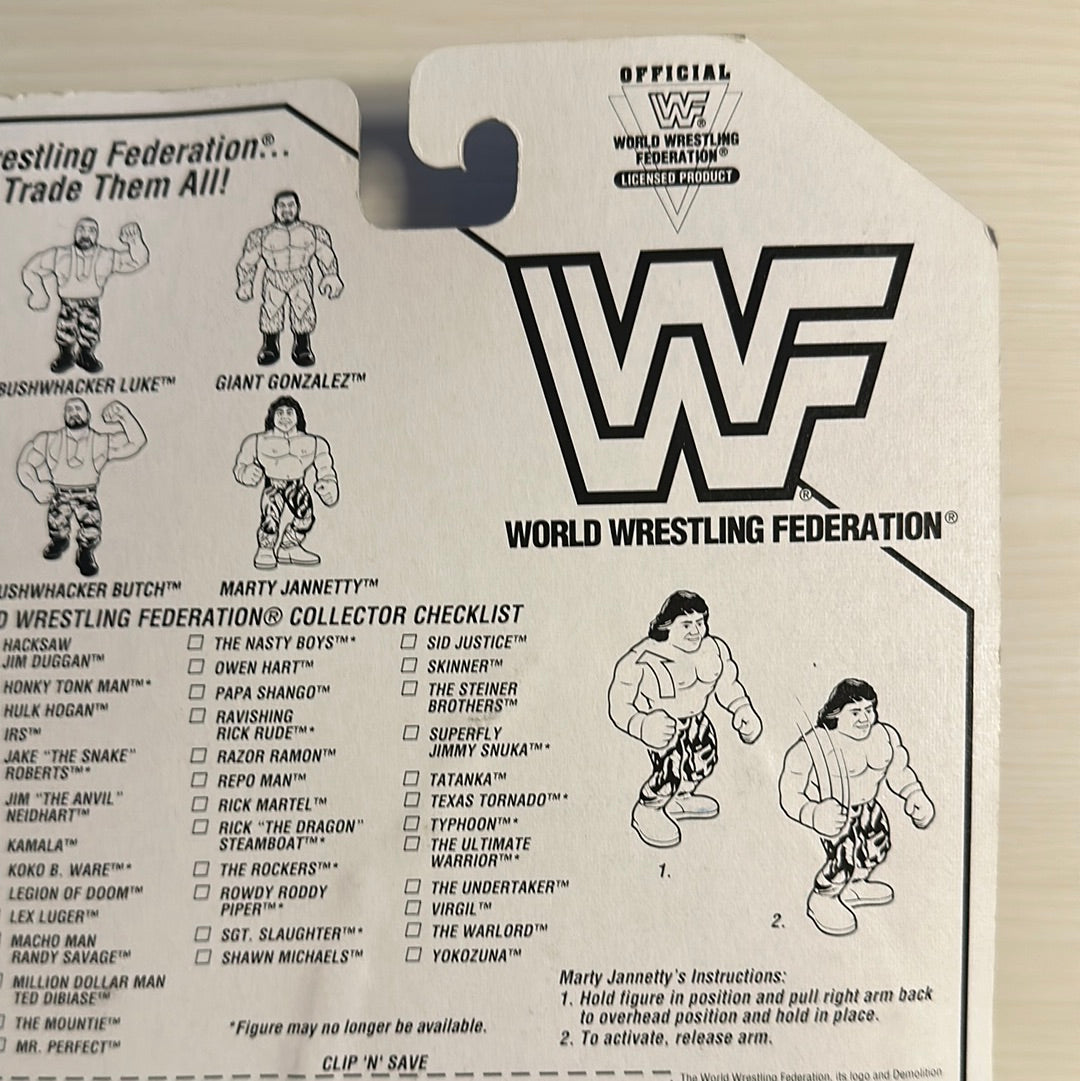 OFFICIAL
WF®
WORLD WRESTLING
FEDERATION®
LICENSED PRODUCT
Federation®..
Trade Them All!
BUSHWHACKER LUKE™
GIANT GONZALEZ™
MARTY JANNETTY™
WF®
WORLD WRESTLING FEDERATION®
WRESTLING FEDERATION® COLLECTOR CHECKLIST
HACKSAW
JIM DUGGAN™
HONKY TONK MAN™*
HULK HOGAN™
IRS™
JAKE "THE SNAKE"
ROBERTS™*
JIM "THE ANVIL"
NEIDHART™
KAMALA™
KOKO B. WARE™*
LEGION OF DOOM™
LEX LUGER™
MACHO MAN
RANDY SAVAGE™
MILLION DOLLAR MAN
TED DIBIASE™
THE MOUNTIE™
MR. PERFECT™
THE NASTY BOYS™*
OWEN HART™
PAPA SHANGO™
RAVISHING
RICK RUDE™*
RAZOR RAMON™
REPO MAN™
RICK MARTEL™
RICK "THE DRAGON"
STEAMBOAT™*
THE ROCKERS™*
ROWDY RODDY
PIPER™*
SGT. SLAUGHTER™*
SHAWN MICHAELS™
SID JUSTICE™
SKINNER™
THE STEINER
BROTHERS™
SUPERFLY
JIMMY SNUKA™*
TATANKA™
TEXAS TORNADO™*
TYPHOON™*
THE ULTIMATE
WARRIOR™*
THE UNDERTAKER™
VIRGIL™
THE WARLORD™
YOKOZUNA™
*Figure may no longer be available.
CLIP 'N' SAVE
1.
2.
Marty Jannetty's Instructions:
1. Hold figure in position and pull right arm back
to overhead position and hold in place.
2. To activate, release arm.
The World Wrestling Federation, its logo and Demolition